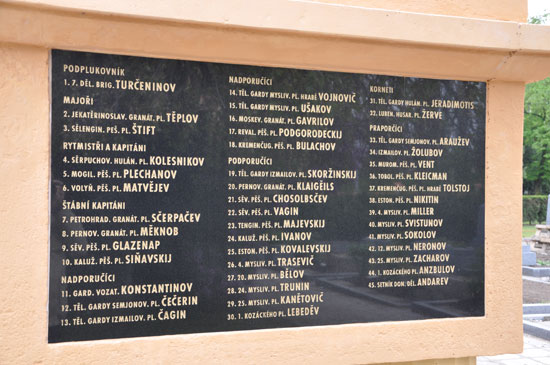 PODPLUKOVNÍK
1. 7. DĚL. BRIG. TURČENINOV
MAJOŘI
2. JEKATĚRINOSLAV. GRANÁT. PL. TĚPLOV
3. SELENGIN. PĚŠ. PL. ŠTIFT
RYTMISTŘI A KAPITÁNI
4. SĚRPUCHOV. HULÁN. PL. KOLESNIKOV
5. MOGIL. PĚŠ. PL. PLECHANOV
6. VOLYŇ. PĚŠ. PL. MATVĚJEV
ŠTÁBNÍ KAPITÁNI
7. PETROHRAD. GRANÁT. PL. SČERPAČEV
8. PERNOV. GRANÁT. PL. MĚKNOB
9. SĚV. PĚŠ. PL. GLAZENAP
10. KALUŽ. PĚŠ. PL. SIŇAVSKIJ
NADPORUČÍCI
11. GARD. VOZAT. KONSTANTINOV
12. TĚL. GARDY SEMJONOV. PL. ČEČERIN
13. TĚL. GARDY IZMAILOV. PL. ČAGIN
NADPORUČÍCI
14. TĚL. GARDY MYSLIV. PL. HRABĚ VOJNOVIČ
15. TĚL. GARDY MYSLIV. PL. UŠAKOV
16. MOSKEV. GRANÁT. PL. GAVRILOV
17. REVAL. PĚŠ. PL. PODGORODECKIJ
18. KREMENČUG. PĚŠ. PL. BULACHOV
PODPORUČÍCI
19. TĚL. GARDY IZMAILOV. PL. SKORŽINSKIJ
20. PERNOV. GRANÁT. PL. KLAIGEILS
21. SĚV. PĚŠ. PL. CHOSOLBSČEV
22. SĚV. PĚŠ. PL. VAGIN
23. TENGIN. PĚŠ. PL. MAJEVSKIJ
24. KALUŽ. PĚŠ. PL. IVANOV
25. ESTON. PĚŠ. PL. KOVALEVSKIJ
26. 4. MYSLIV. PL. TRASEVIČ
27. 20. MYSLIV. PL. BĚLOV
28. 24. MYSLIV. PL. TRUNIN
29. 25. MYSLIV. PL. KANĚTOVIČ
30. 1. KOZÁCKÉHO PL. LEBEDĚV
KORNETI
31. TĚL. GARDY HULÁN. PL. JERADIMOTIS
32. LUBEN. HUSAR. PL. ŽERVE
PRAPORČÍCI
33. TĚL. GARDY SEMJONOV. PL. ARAUŽEV
34. IZMAILOV. PL. ŽOLUBOV
35. MUROM. PĚŠ. PL. VENT
36. TOBOL. PĚŠ. PL. KLEICMAN
37. KREMENČUG. PĚŠ. PL. HRABĚ TOLSTOJ
38. ESTON. PĚŠ. PL. NIKITIN
39. 4. MYSLIV. PL. MILLER
40. MYSLIV. PL. SVISTUNOV
41. MYSLIV. PL. SOKOLOV
42. 12. MYSLIV. PL. NERONOV
43. 25. MYSLIV. PL. ZACHAROV
44. 1. KOZÁCKÉHO PL. ANZBULOV
45. SETNÍK DON. DĚL. ANDAREV